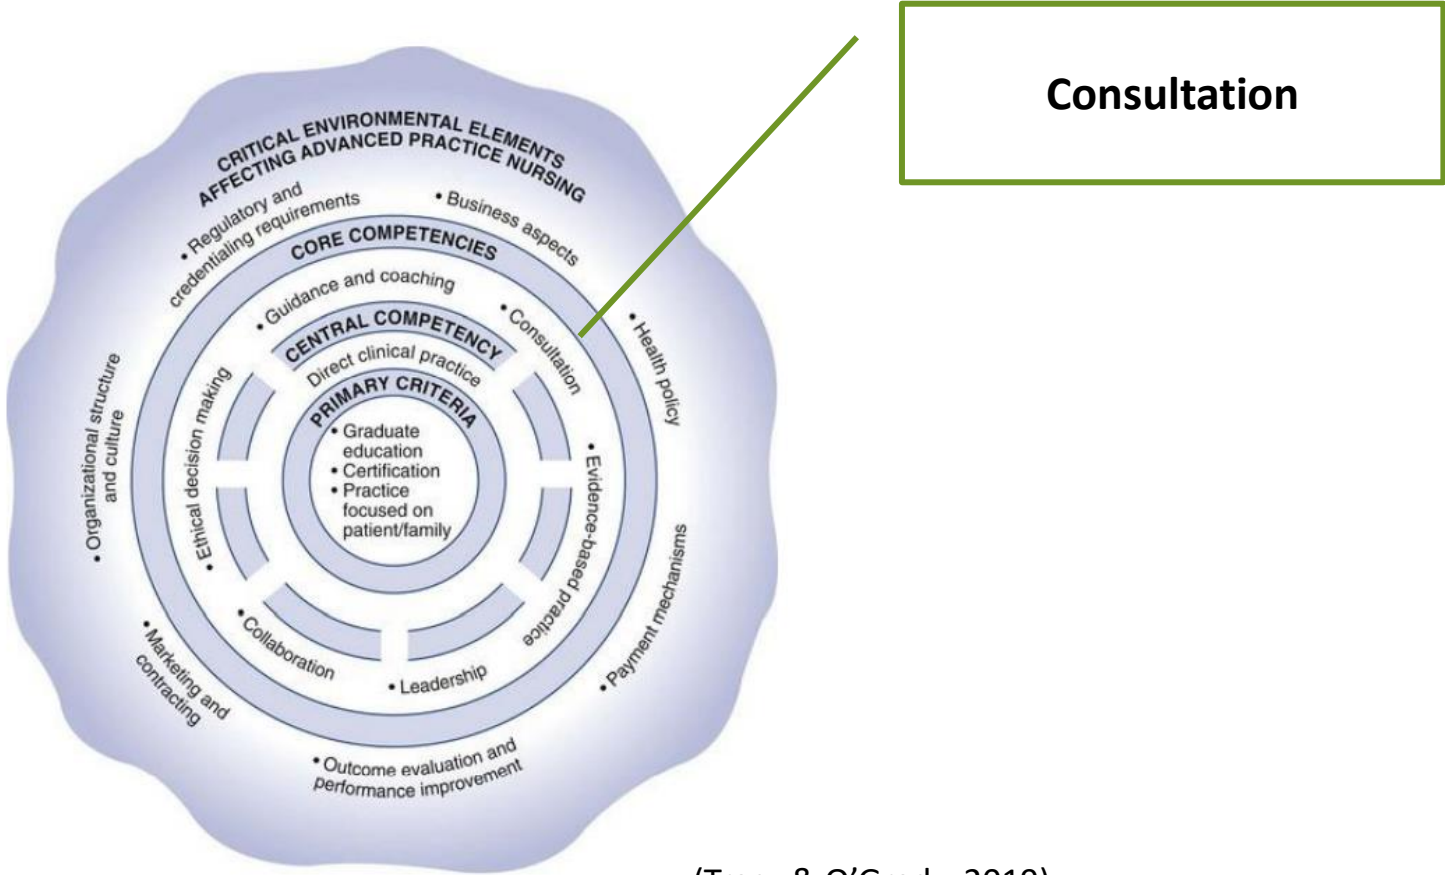 Consultation
CRITICAL ENVIRONMENTAL ELEMENTS
AFFECTING ADVANCED PRACTICE NURSING
• Regulatory and
credentialing requirements
• Business aspects
CORE COMPETENCIES
• Guidance and coaching
• Consultation
• Health policy
CENTRAL COMPETENCY
Direct clinical practice
PRIMARY CRITERIA
• Graduate
education
• Certification
• Practice
focused on
patient/family
• Ethical decision making
• Organizational structure
and culture
• Evidence-based practice
• Payment mechanisms
• Collaboration
• Leadership
• Marketing and
contracting
• Outcome evaluation and
performance improvement
2019)